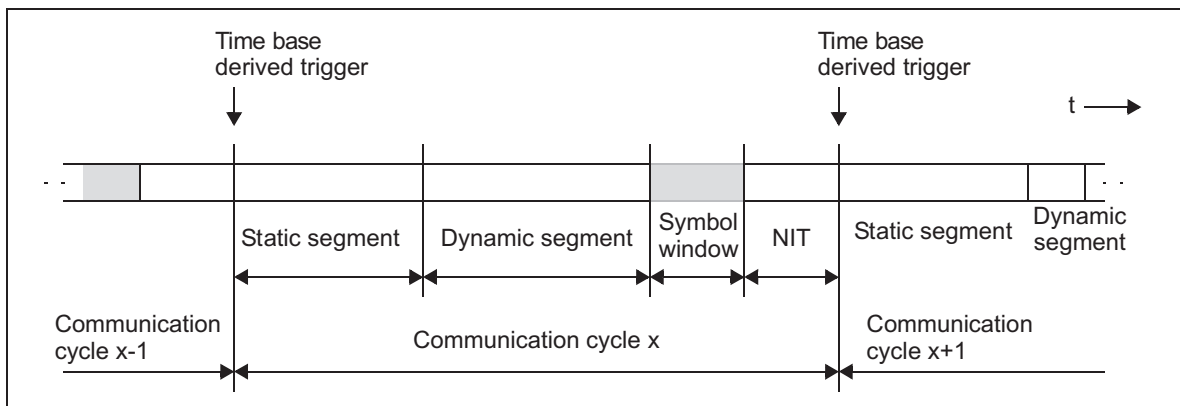 Time base
derived trigger
Time base
derived trigger
t
. .
. .
Static segment
Dynamic segment
Symbol
window
NIT
Static segment
Dynamic
segment
Communication
cycle x-1
Communication cycle x
Communication
cycle x+1